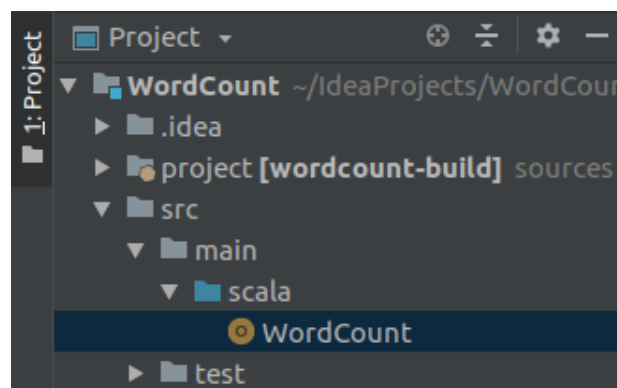 1: Project
Project
WordCount ~/IdeaProjects/WordCour
.idea
project [wordcount-build] sources
src
main
scala
WordCount
test